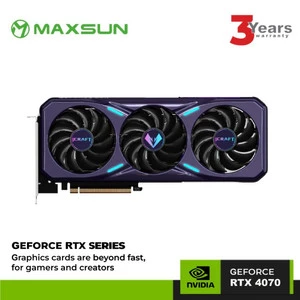 MAXSUN
3 Years
warranty
GEFORCE RTX SERIES
Graphics cards are beyond fast,
for gamers and creators
NVIDIA
GEFORCE
RTX 4070